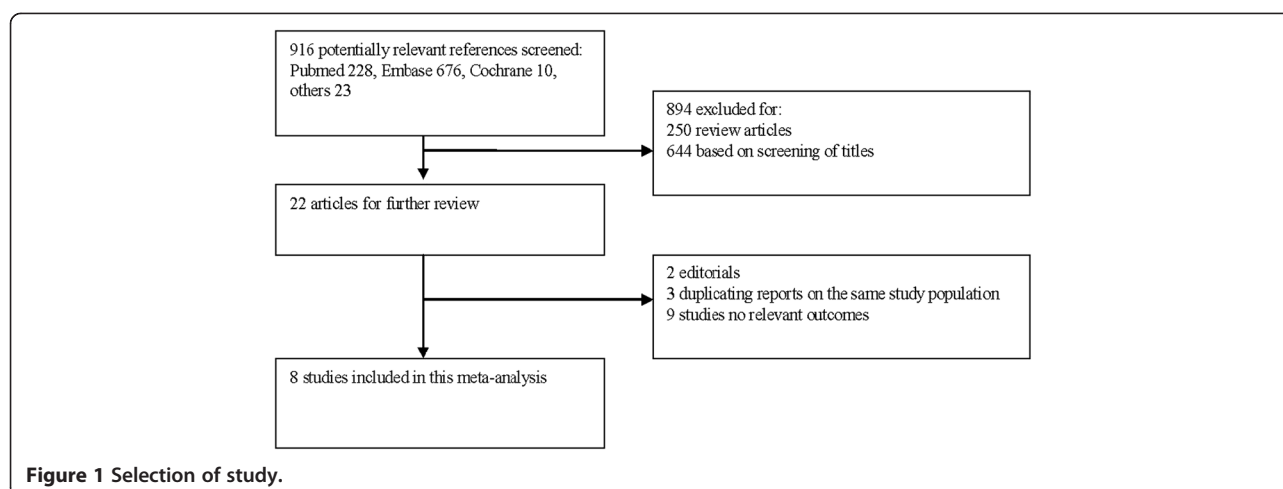 916 potentially relevant references screened:
Pubmed 228, Embase 676, Cochrane 10,
others 23
894 excluded for:
250 review articles
644 based on screening of titles
22 articles for further review
2 editorials
3 duplicating reports on the same study population
9 studies no relevant outcomes
8 studies included in this meta-analysis
Figure 1 Selection of study.